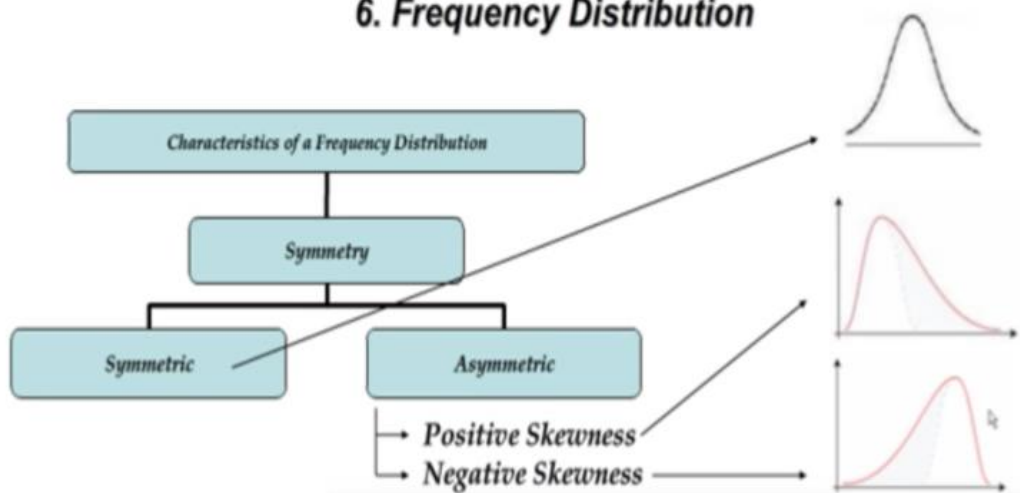 6. Frequency Distribution
Characteristics of a Frequency Distribution
Symmetry
Symmetric
Asymmetric
Positive Skewness
Negative Skewness